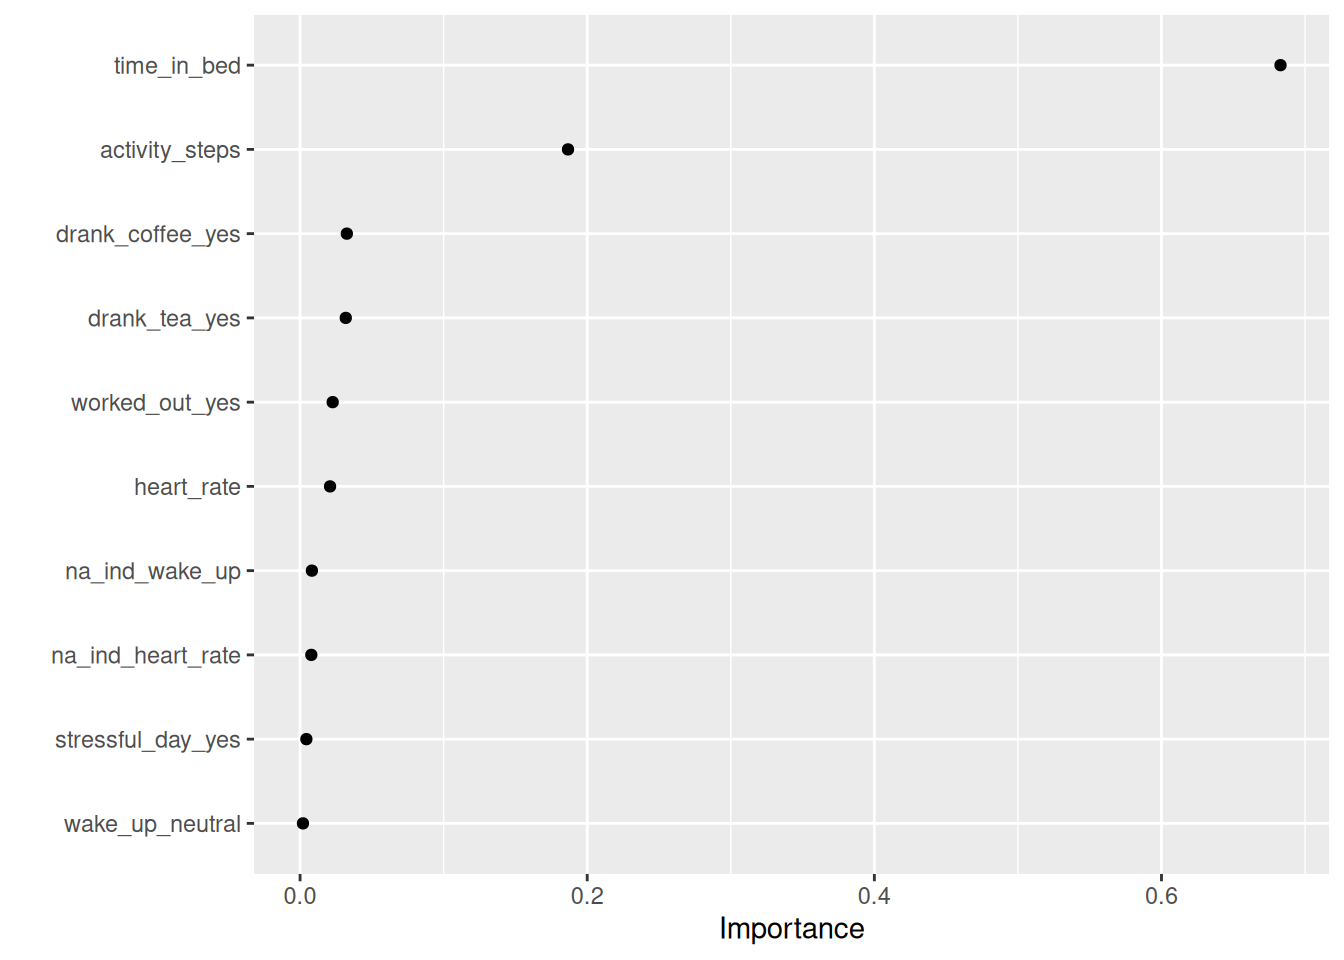 time_in_bed
activity_steps
drank_coffee_yes
drank_tea_yes
worked_out_yes
heart_rate
na_ind_wake_up
na_ind_heart_rate
stressful_day_yes
wake_up_neutral
0.0 0.2 0.4 0.6
Importance